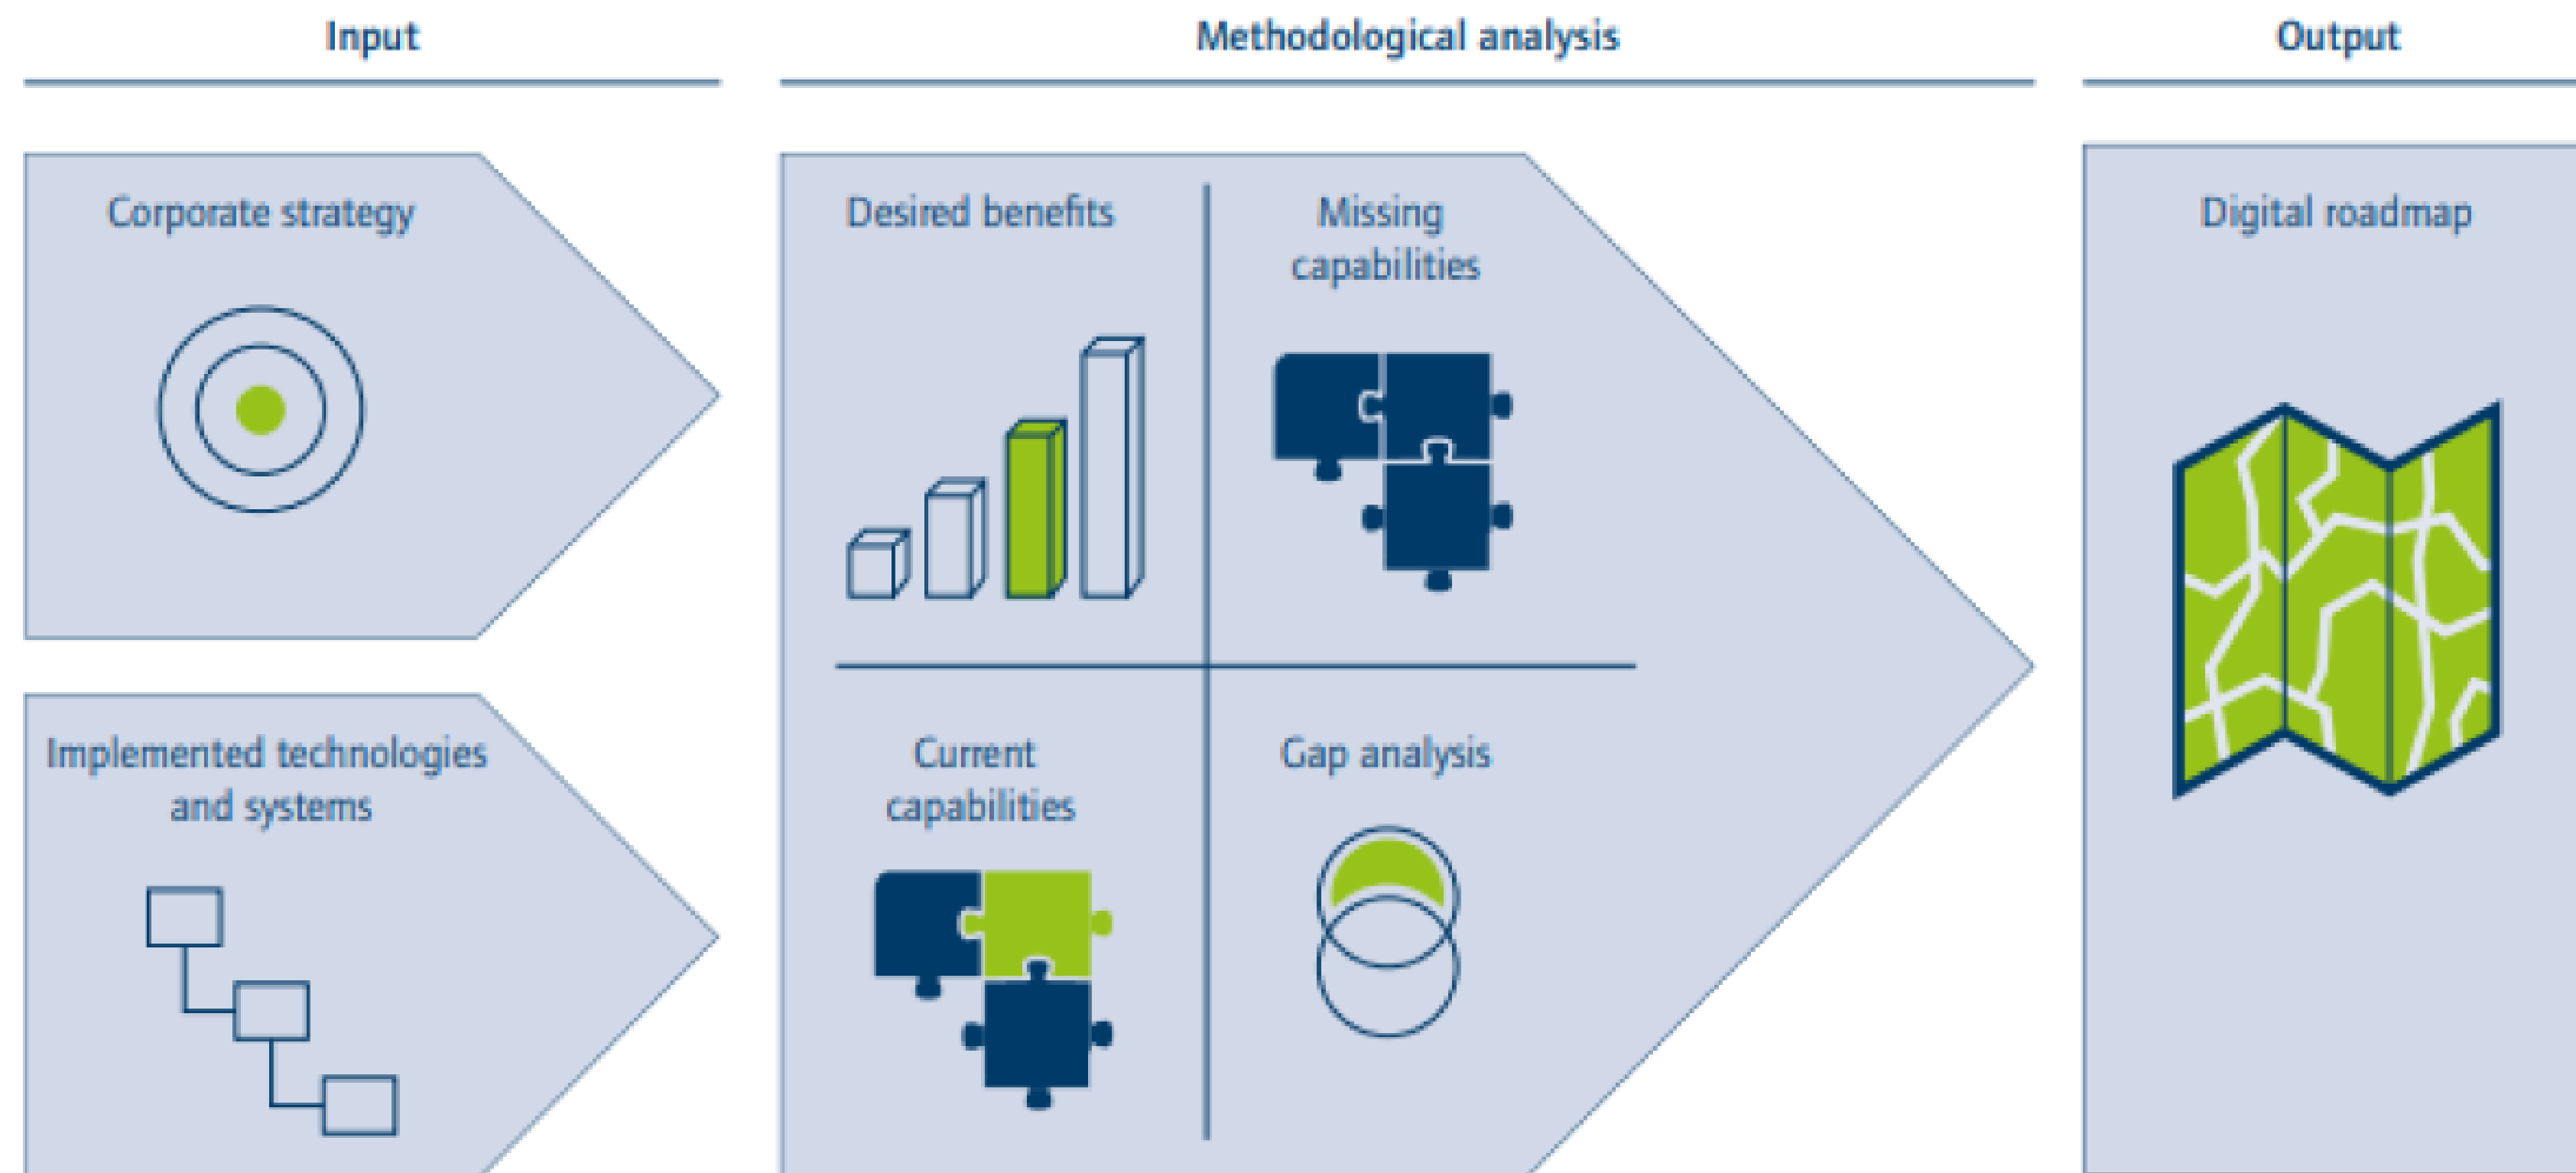 Input
Methodological analysis
Output
Corporate strategy
Implemented technologies
and systems
Desired benefits
Missing
capabilities
Current
capabilities
Gap analysis
Digital roadmap